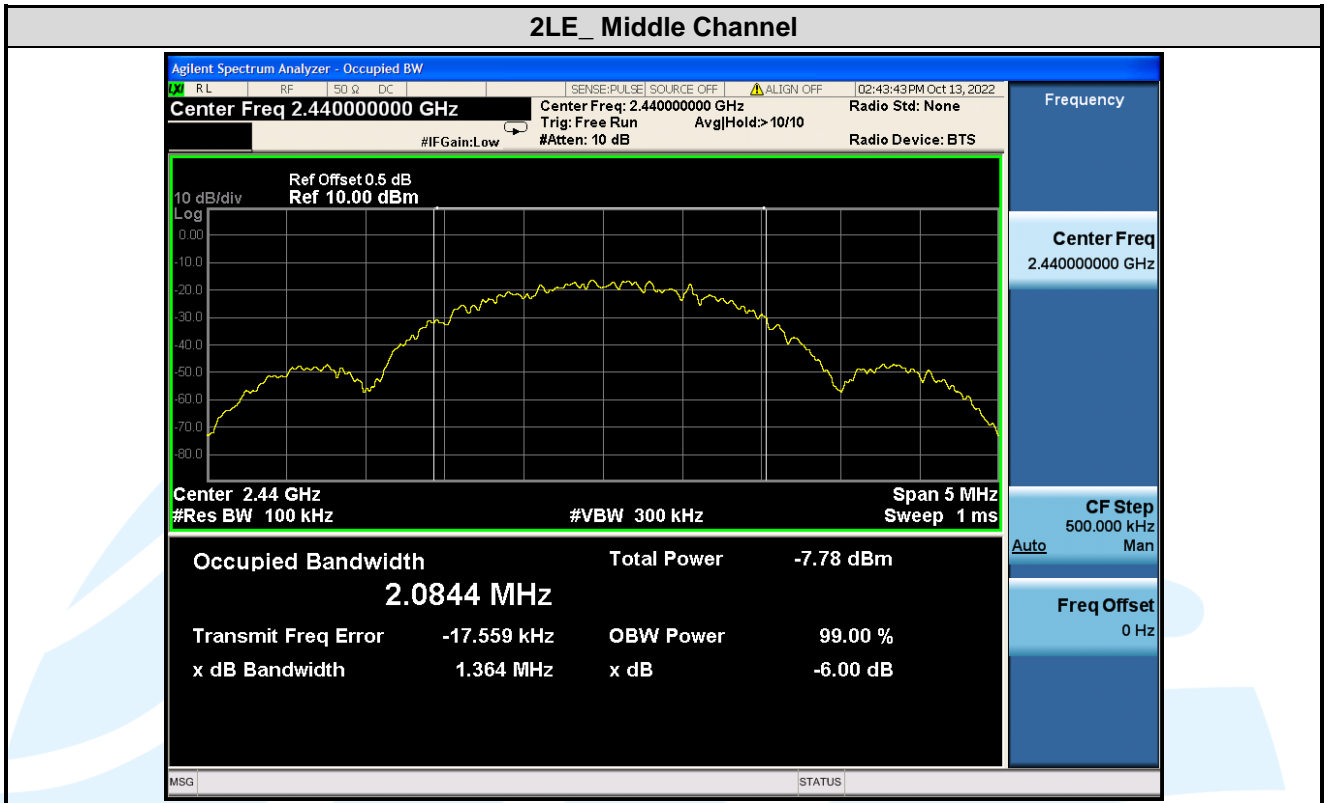 2LE_ Middle Channel
Agilent Spectrum Analyzer - Occupied BW
LXI RL RF 50 Ω DC SENSE:PULSE SOURCE OFF ALIGN OFF 02:43:43 PM Oct 13, 2022
Center Freq 2.440000000 GHz
Center Freq: 2.440000000 GHz Radio Std: None
Trig: Free Run Avg|Hold:>10/10
#IFGain:Low #Atten: 10 dB Radio Device: BTS
Ref Offset 0.5 dB
10 dB/div Ref 10.00 dBm
Log
0.00
-10.0
-20.0
-30.0
-40.0
-50.0
-60.0
-70.0
-80.0
Center 2.44 GHz Span 5 MHz
#Res BW 100 kHz #VBW 300 kHz Sweep 1 ms
Occupied Bandwidth Total Power -7.78 dBm
2.0844 MHz
Transmit Freq Error -17.559 kHz OBW Power 99.00 %
x dB Bandwidth 1.364 MHz x dB -6.00 dB
MSG STATUS
Frequency
Center Freq
2.440000000 GHz
CF Step
500.000 kHz
Auto Man
Freq Offset
0 Hz